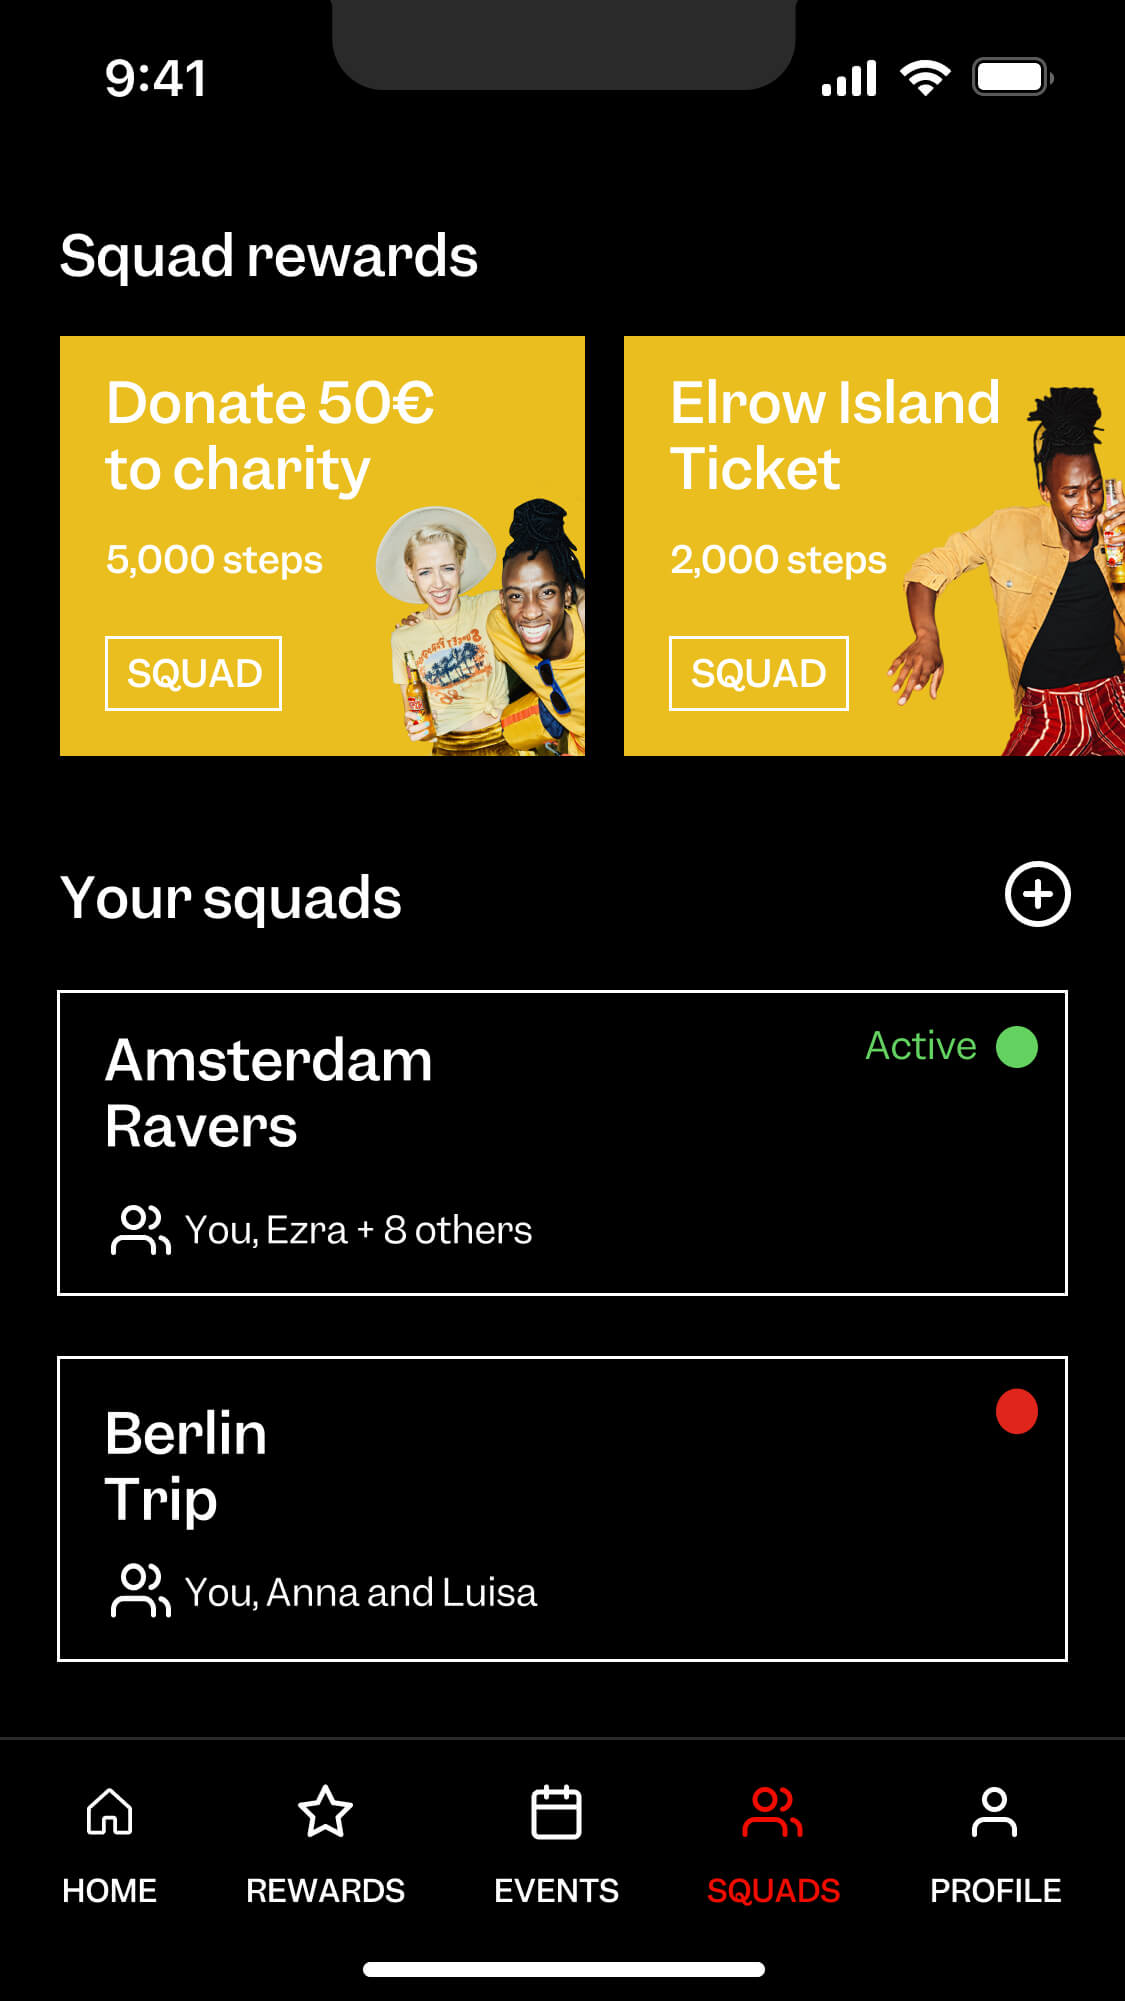 9:41
Squad rewards
Donate 50€
to charity
5,000 steps
SQUAD
Elrow Island
Ticket
2,000 steps
SQUAD
Your squads
Amsterdam
Ravers
Active
You, Ezra + 8 others
Berlin
Trip
You, Anna and Luisa
HOME
REWARDS
EVENTS
SQUADS
PROFILE